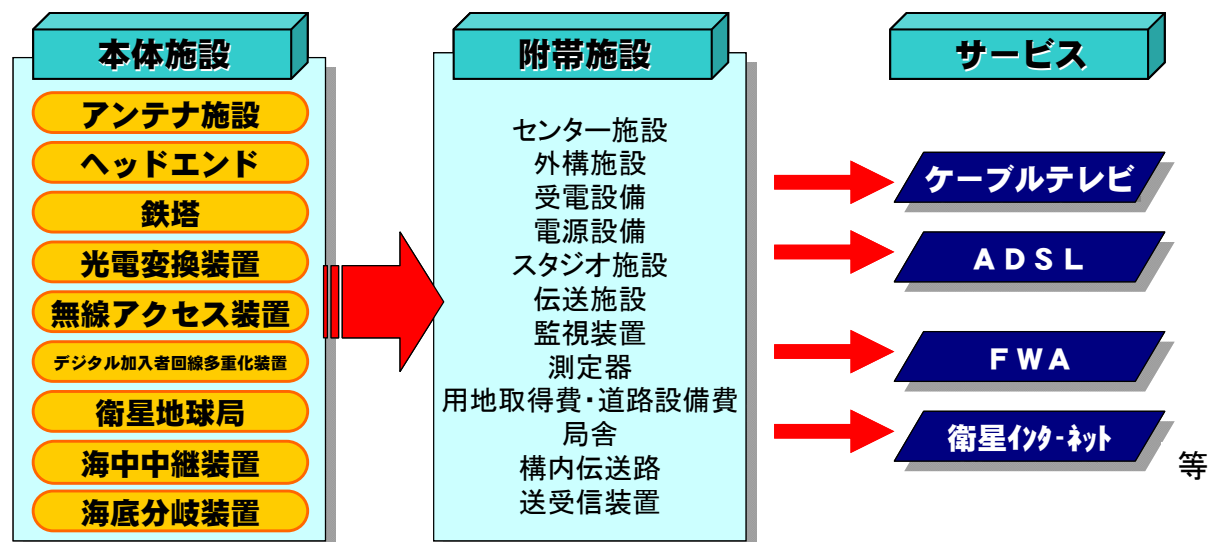 本体施設
アンテナ施設
ヘッドエンド
鉄塔
光電変換装置
無線アクセス装置
デジタル加入者回線多重化装置
衛星地球局
海中中継装置
海底分岐装置
附帯施設
センター施設
外構施設
受電設備
電源設備
スタジオ施設
伝送施設
監視装置
測定器
用地取得費・道路設備費
局舎
構内伝送路
送受信装置
サービス
ケーブルテレビ
ＡＤＳＬ
ＦＷＡ
衛星ｲﾝﾀｰﾈｯﾄ
等